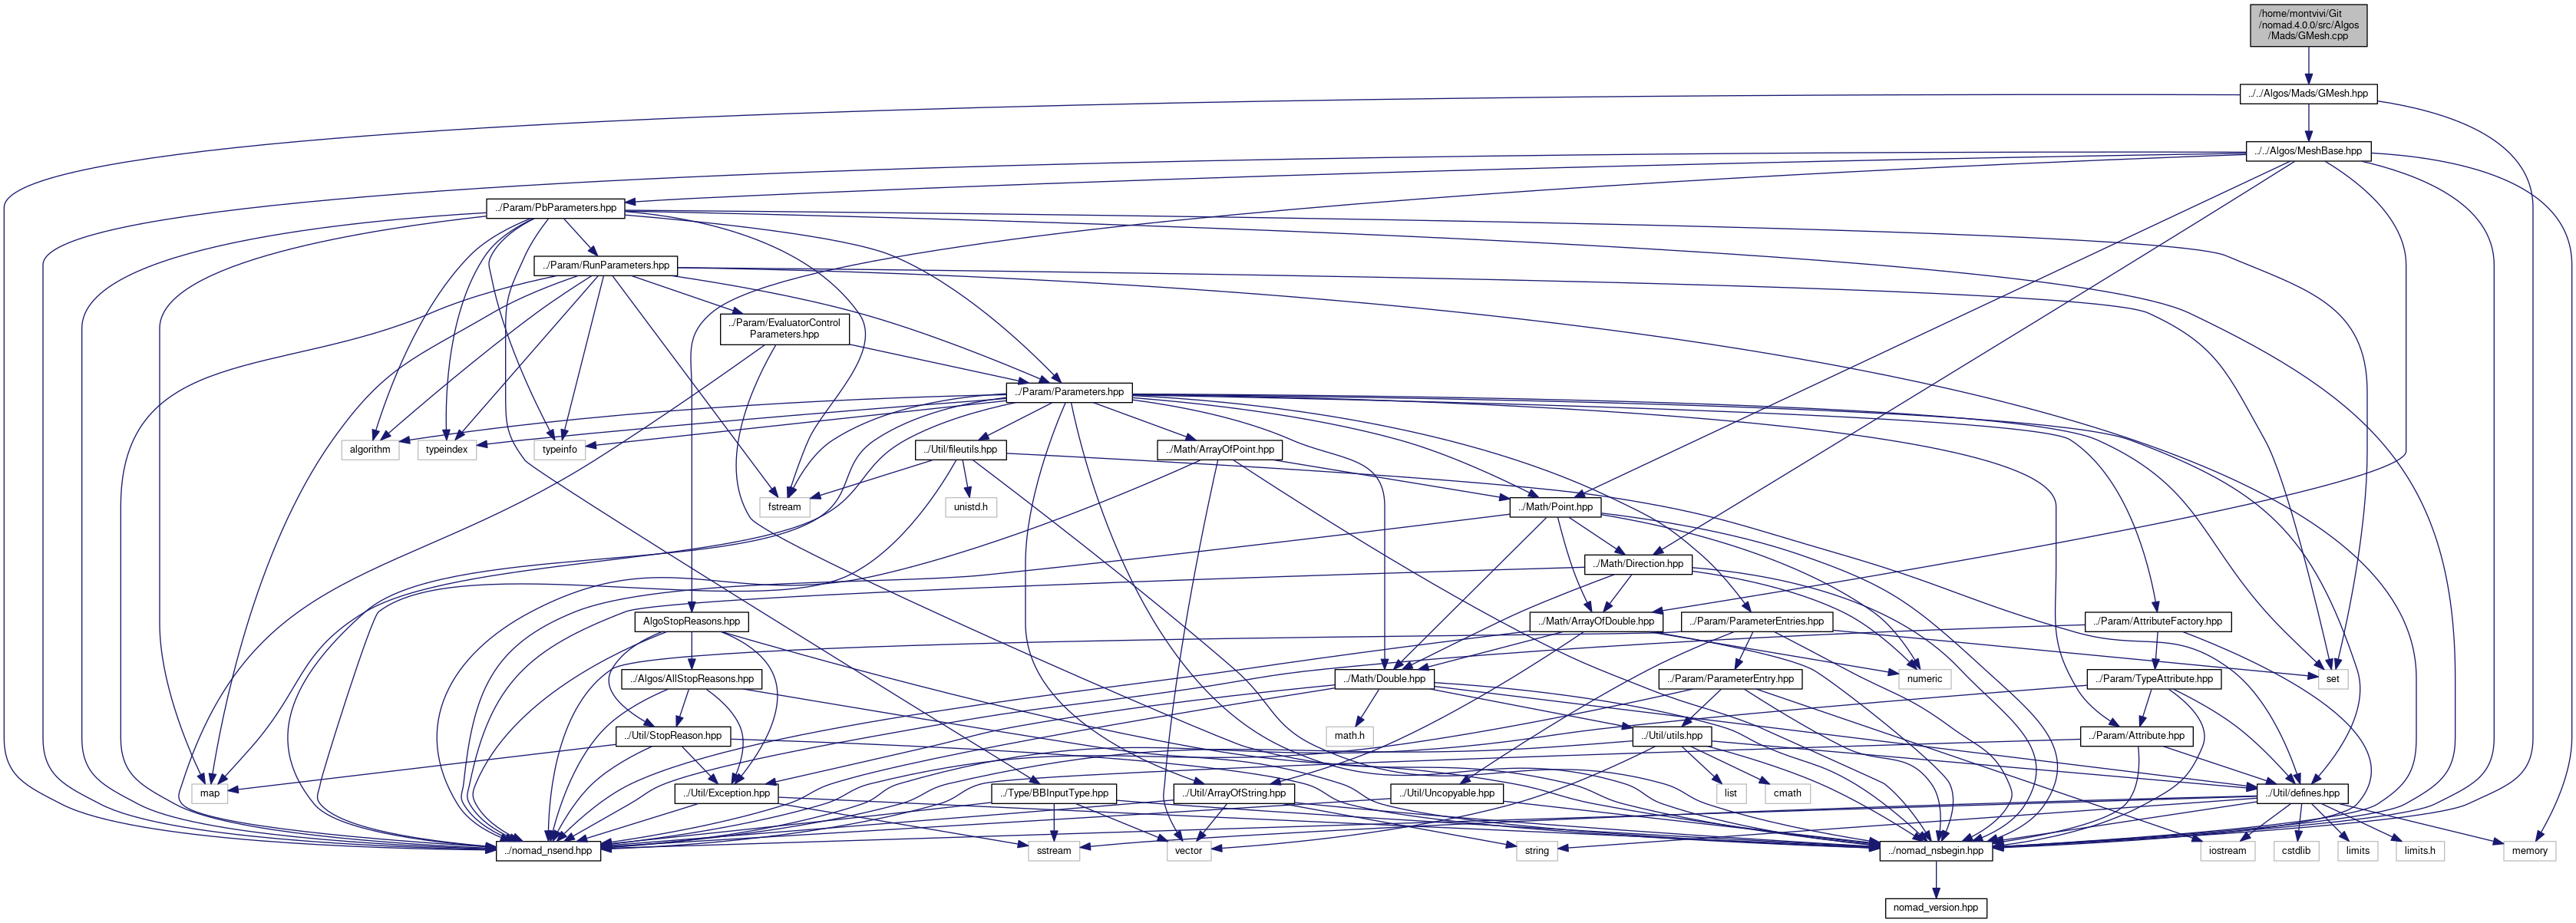 /home/montvivi/Git
/nomad.4.0.0/src/Algos
/Mads/GMesh.cpp
../../Algos/Mads/GMesh.hpp
../../Algos/MeshBase.hpp
../Param/PbParameters.hpp
../Param/RunParameters.hpp
../Param/EvaluatorControl
Parameters.hpp
../Param/Parameters.hpp
algorithm
typeindex
typeinfo
../Util/fileutils.hpp
../Math/ArrayOfPoint.hpp
fstream
unistd.h
../Math/Point.hpp
../Math/Direction.hpp
AlgoStopReasons.hpp
../Math/ArrayOfDouble.hpp
../Param/ParameterEntries.hpp
../Param/AttributeFactory.hpp
../Algos/AllStopReasons.hpp
../Math/Double.hpp
../Param/ParameterEntry.hpp
numeric
../Param/TypeAttribute.hpp
set
../Util/StopReason.hpp
math.h
../Util/utils.hpp
../Param/Attribute.hpp
map
../Util/Exception.hpp
../Type/BBInputType.hpp
../Util/ArrayOfString.hpp
../Util/Uncopyable.hpp
list
cmath
../Util/defines.hpp
../nomad_nsend.hpp
sstream
vector
string
../nomad_nsbegin.hpp
iostream
cstdlib
limits
limits.h
memory
nomad_version.hpp